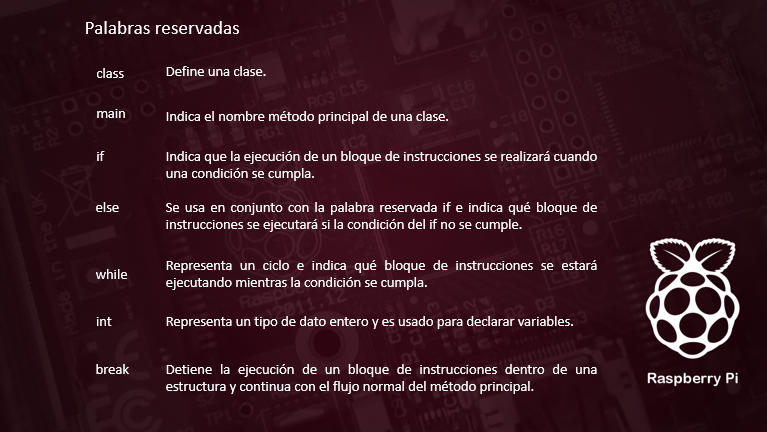 Palabras reservadas
class
Define una clase.
main
Indica el nombre método principal de una clase.
if
Indica que la ejecución de un bloque de instrucciones se realizará cuando
una condición se cumpla.
else
Se usa en conjunto con la palabra reservada if e indica qué bloque de
instrucciones se ejecutará si la condición del if no se cumple.
while
Representa un ciclo e indica qué bloque de instrucciones se estará
ejecutando mientras la condición se cumpla.
int
Representa un tipo de dato entero y es usado para declarar variables.
break
Detiene la ejecución de un bloque de instrucciones dentro de una
estructura y continua con el flujo normal del método principal.
Raspberry Pi